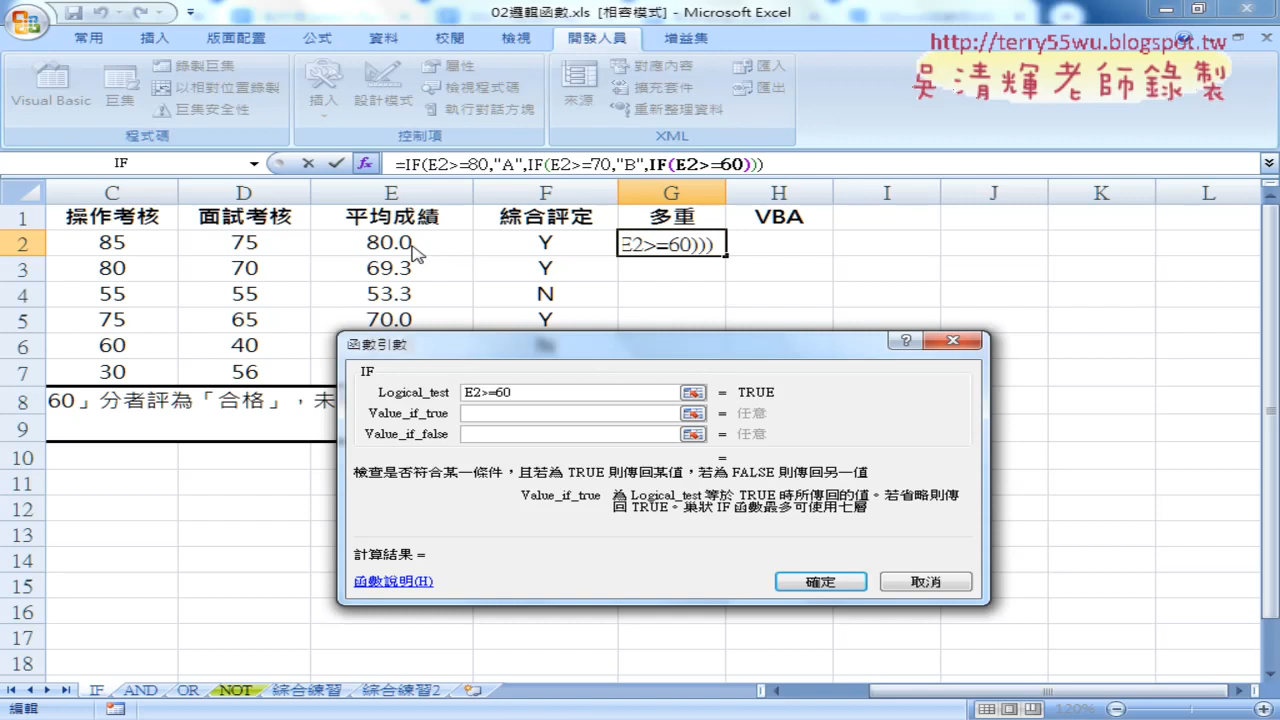 02邏輯函數.xls [相容模式] - Microsoft Excel
常用 插入 版面配置 公式 資料 校閱 檢視 開發人員 增益集
http://terry55wu.blogspot.tw
吳清輝老師錄製
Visual Basic 巨集 錄製巨集 以相對位置錄製 巨集安全性 程式碼
插入 設計模式 屬性 檢視程式碼 執行對話方塊 控制項
來源 對應內容 擴充套件 重新整理資料 匯入 匯出 XML
IF =IF(E2>=80,"A",IF(E2>=70,"B",IF(E2>=60)))
C D E F G H I J K L
1 操作考核 面試考核 平均成績 綜合評定 多重 VBA
2 85 75 80.0 Y E2>=60)))
3 80 70 69.3 Y
4 55 55 53.3 N
5 75 65 70.0 Y
6 60 40
7 30 56
8 60」分者評為「合格」，未
9
10
11
12
13
14
15
16
17
18
函數引數
IF
Logical_test E2>=60 = TRUE
Value_if_true = 任意
Value_if_false = 任意
=
檢查是否符合某一條件，且若為 TRUE 則傳回某值，若為 FALSE 則傳回另一值
Value_if_true 為 Logical_test 等於 TRUE 時所傳回的值。若省略則傳
回 TRUE。巢狀 IF 函數最多可使用七層
計算結果 =
函數說明(H) 確定 取消
IF AND OR NOT 綜合練習 綜合練習2
編輯 120%